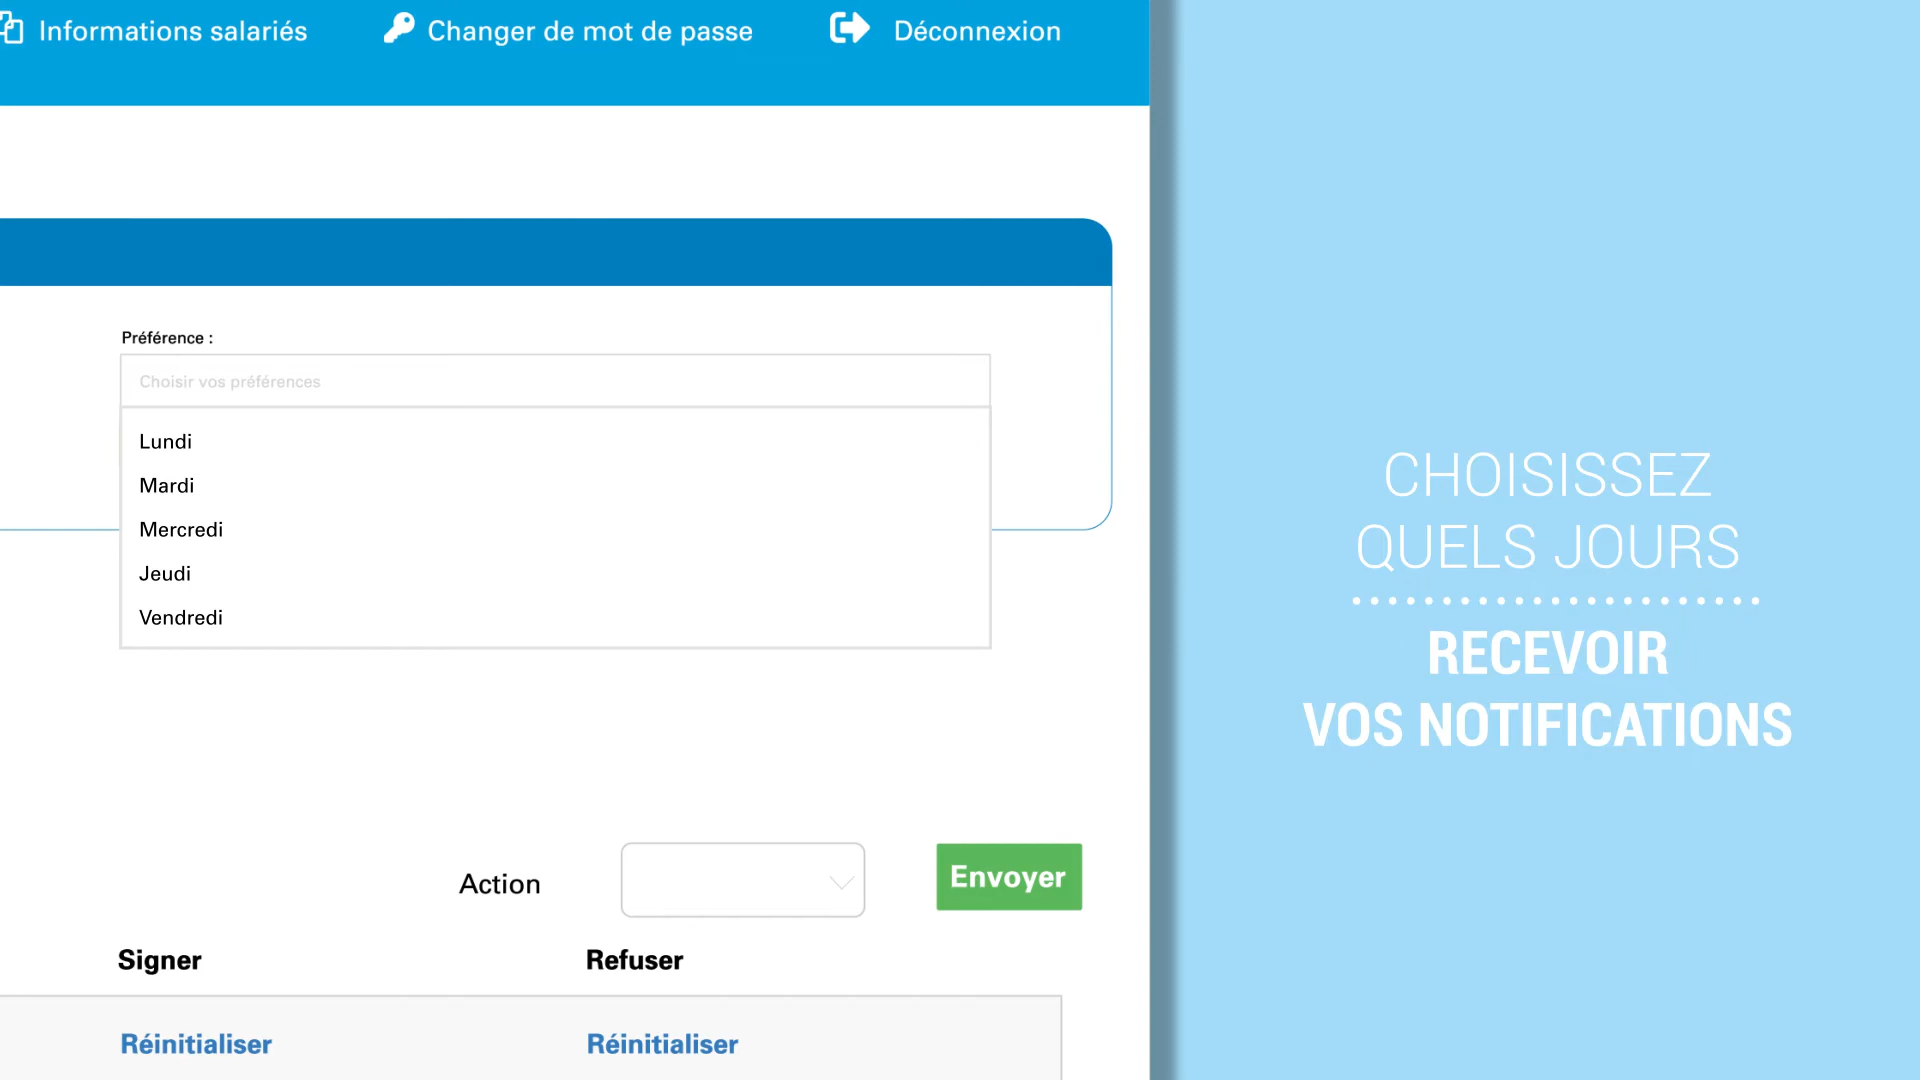 Informations salariés
Changer de mot de passe
Déconnexion
Préférence :
Choisir vos préférences
Lundi
Mardi
Mercredi
Jeudi
Vendredi
Action
Envoyer
Signer
Refuser
Réinitialiser
Réinitialiser
CHOISISSEZ
QUELS JOURS
RECEVOIR
VOS NOTIFICATIONS